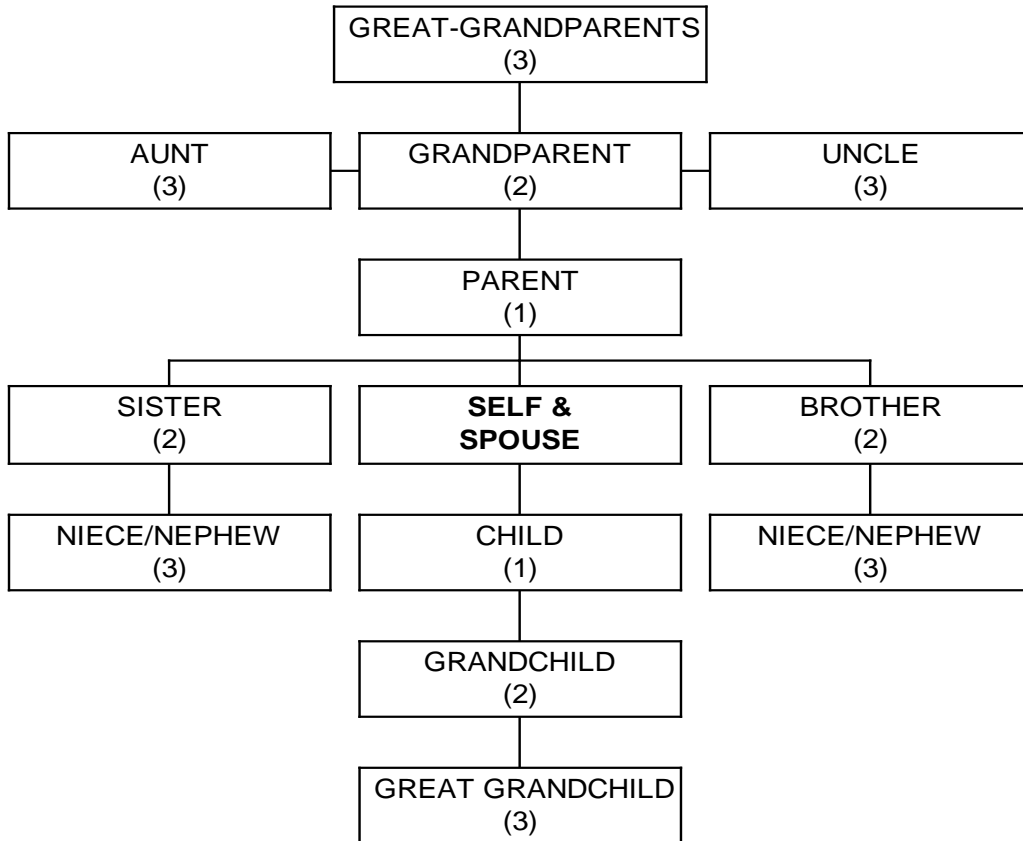 GREAT-GRANDPARENTS
(3)
AUNT
(3)
GRANDPARENT
(2)
UNCLE
(3)
PARENT
(1)
SISTER
(2)
SELF &
SPOUSE
BROTHER
(2)
NIECE/NEPHEW
(3)
CHILD
(1)
NIECE/NEPHEW
(3)
GRANDCHILD
(2)
GREAT GRANDCHILD
(3)